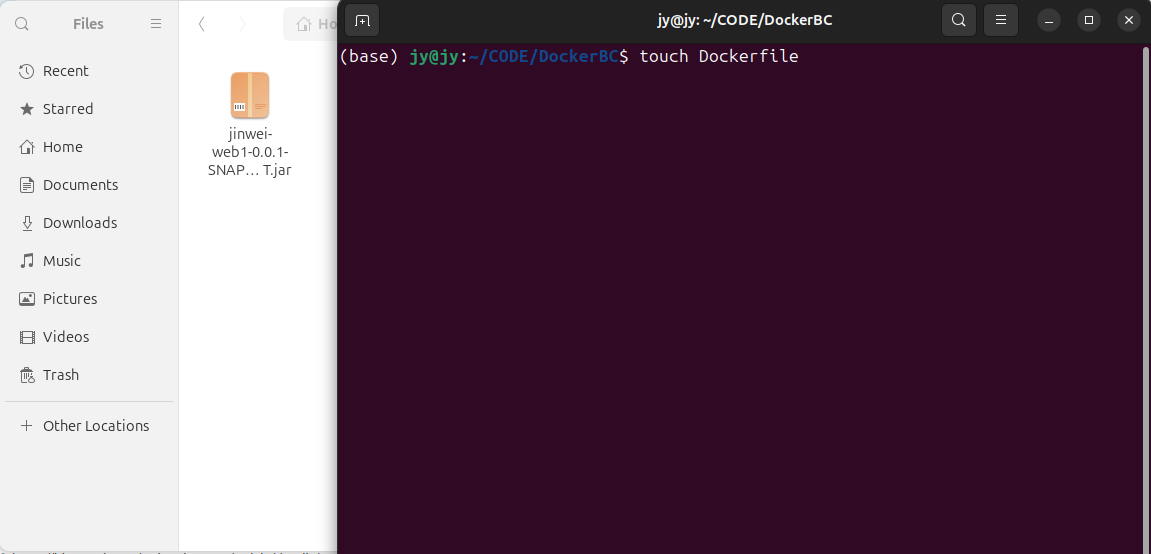 Files
Recent
Starred
Home
Documents
Downloads
Music
Pictures
Videos
Trash
Other Locations
Ho
jinwei-
web1-0.0.1-
SNAP… T.jar
jy@jy: ~/CODE/DockerBC
(base) jy@jy:~/CODE/DockerBC$ touch Dockerfile